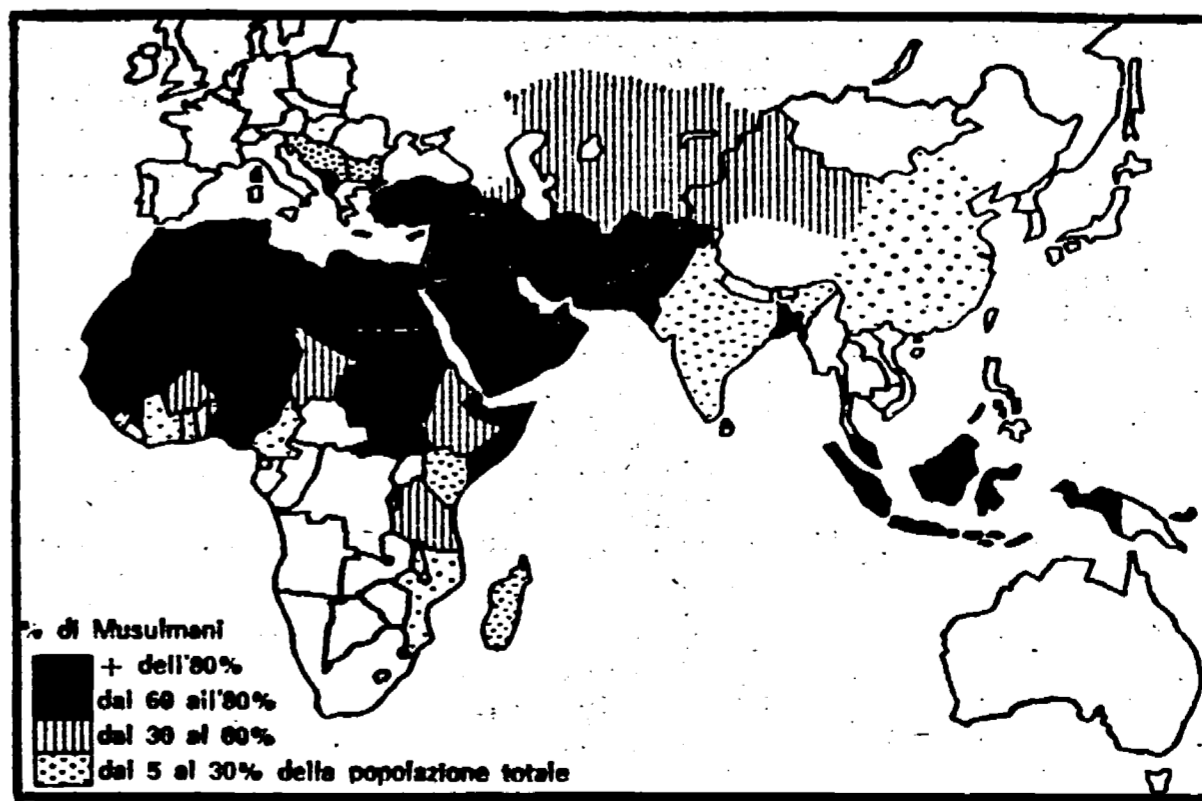 % di Musulmani
+ dell'80%
dal 60 all'80%
dal 30 al 60%
dal 5 al 30% della popolazione totale